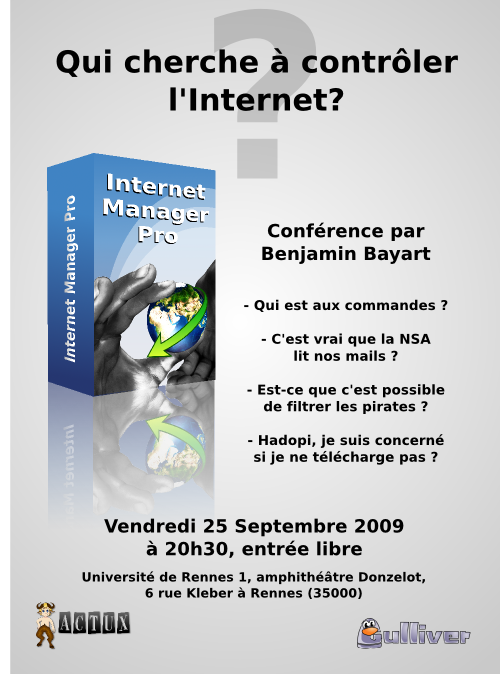 ?
Qui cherche à contrôler
l'Internet?
Internet
Manager
Pro
Internet Manager Pro
Conférence par
Benjamin Bayart
- Qui est aux commandes ?
- C'est vrai que la NSA
lit nos mails ?
- Est-ce que c'est possible
de filtrer les pirates ?
- Hadopi, je suis concerné
si je ne télécharge pas ?
Vendredi 25 Septembre 2009
à 20h30, entrée libre
Université de Rennes 1, amphithéâtre Donzelot,
6 rue Kleber à Rennes (35000)
ACTUX
Gulliver